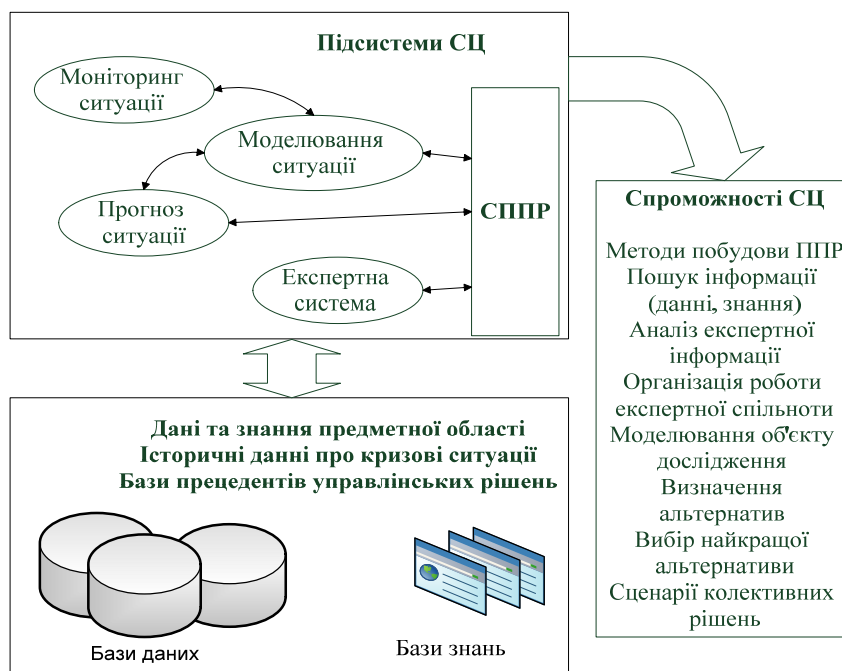 Підсистеми СЦ
Моніторинг
ситуації
Моделювання
ситуації
Прогноз
ситуації
СППР
Експертна
система
Спроможності СЦ
Методи побудови ППР
Пошук інформації
(данні, знання)
Аналіз експертної
інформації
Організація роботи
експертної спільноти
Моделювання об'єкту
дослідження
Визначення
альтернатив
Вибір найкращої
альтернативи
Сценарії колективних
рішень
Дані та знання предметної області
Історичні данні про кризові ситуації
Бази прецедентів управлінських рішень
Бази даних
Бази знань